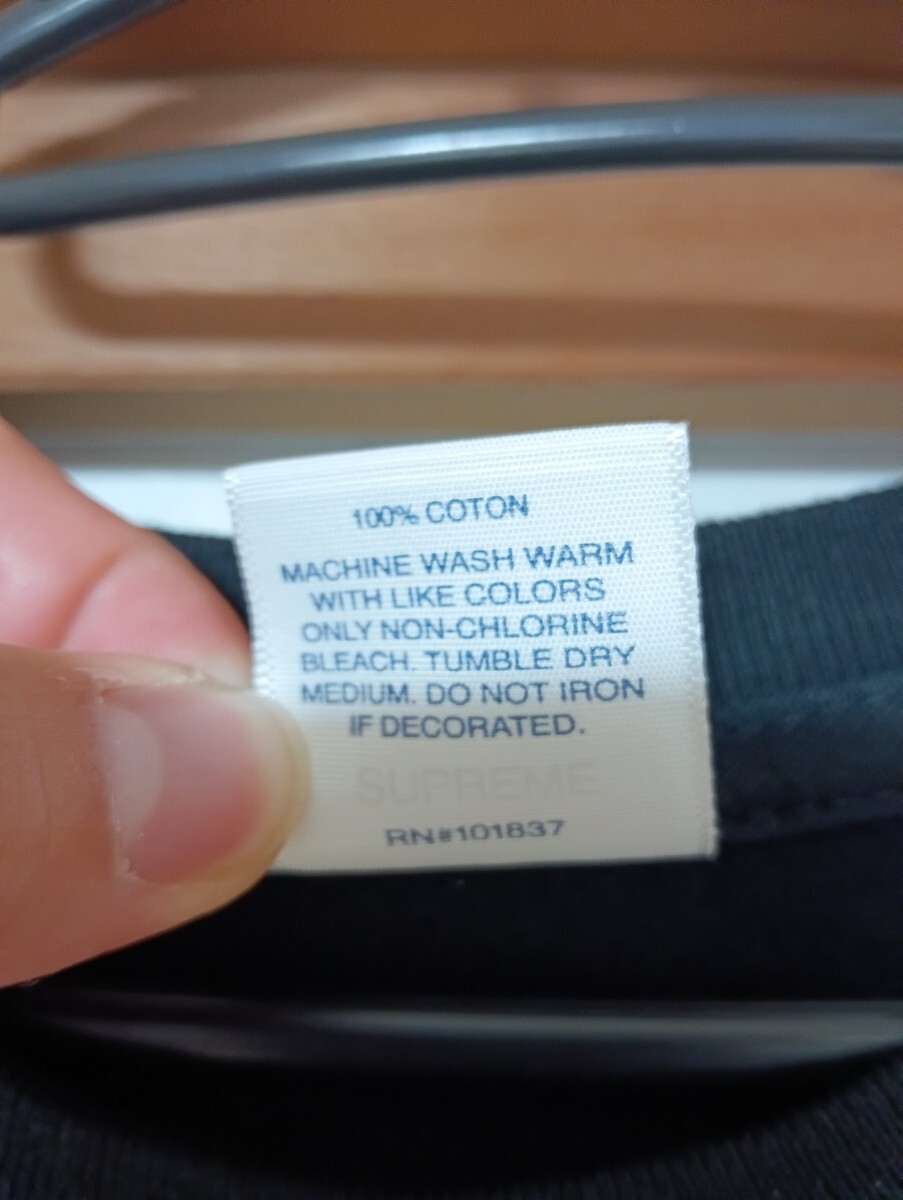 100% COTON
MACHINE WASH WARM
WITH LIKE COLORS
ONLY NON-CHLORINE
BLEACH. TUMBLE DRY
MEDIUM. DO NOT IRON
IF DECORATED.
SUPREME
RN#101837